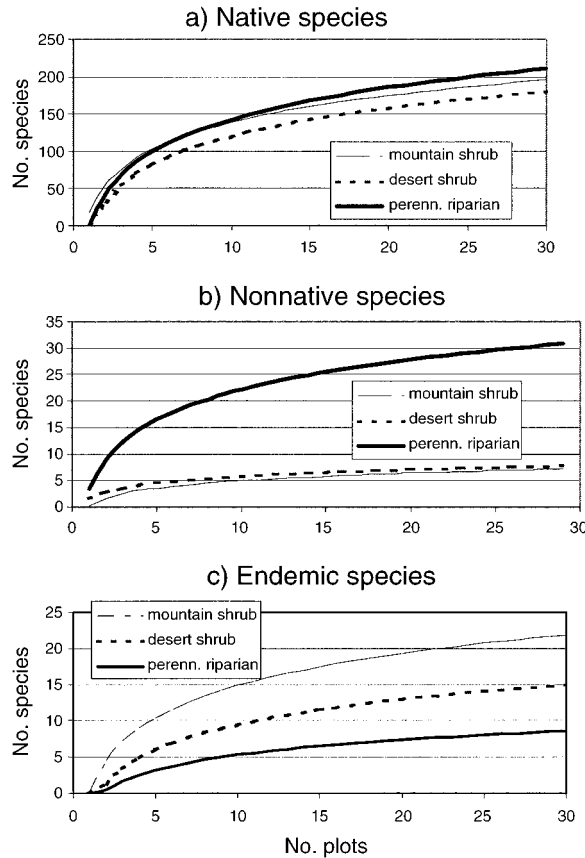 a) Native species
250
200
150
100
50
0
No. species
mountain shrub
desert shrub
perenn. riparian
0 5 10 15 20 25 30
b) Nonnative species
35
30
25
20
15
10
5
0
No. species
mountain shrub
desert shrub
perenn. riparian
0 5 10 15 20 25 30
c) Endemic species
25
20
15
10
5
0
No. species
mountain shrub
desert shrub
perenn. riparian
0 5 10 15 20 25 30
No. plots